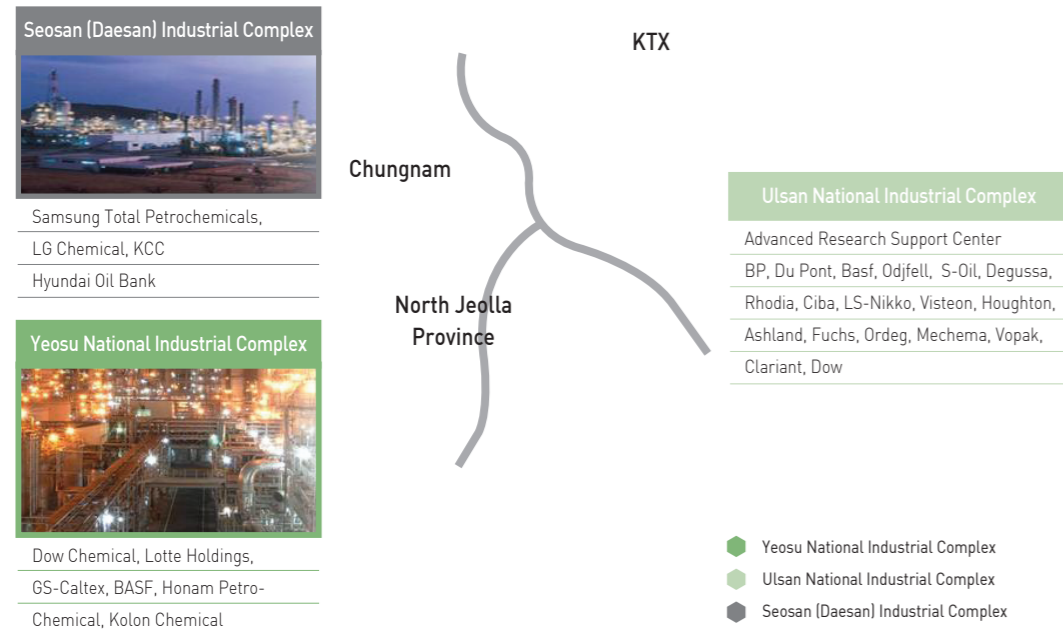 Seosan (Daesan) Industrial Complex
Samsung Total Petrochemicals,
LG Chemical, KCC
Hyundai Oil Bank
Yeosu National Industrial Complex
Dow Chemical, Lotte Holdings,
GS-Caltex, BASF, Honam Petro-
Chemical, Kolon Chemical
KTX
Chungnam
North Jeolla
Province
Ulsan National Industrial Complex
Advanced Research Support Center
BP, Du Pont, Basf, Odjfell, S-Oil, Degussa,
Rhodia, Ciba, LS-Nikko, Visteon, Houghton,
Ashland, Fuchs, Ordeg, Mechema, Vopak,
Clariant, Dow
Yeosu National Industrial Complex
Ulsan National Industrial Complex
Seosan (Daesan) Industrial Complex